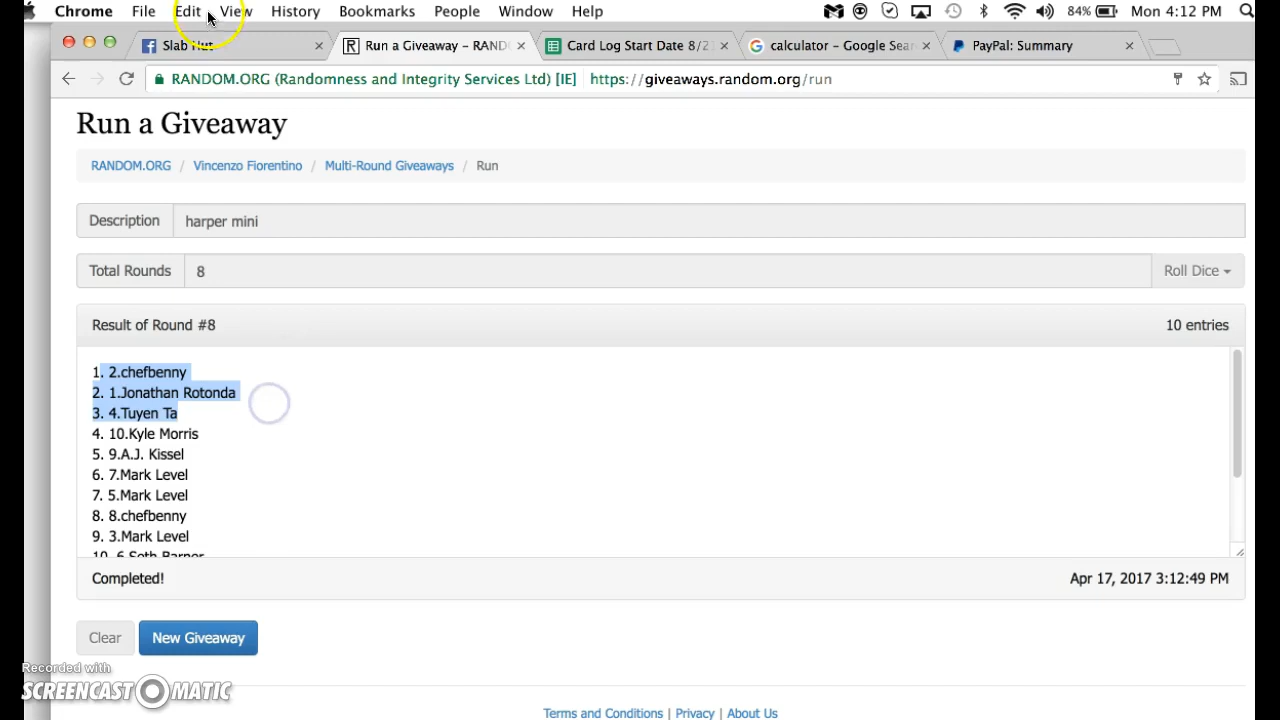 Chrome File Edit View History Bookmarks People Window Help 84% Mon 4:12 PM
Slab Hut Run a Giveaway – RAND Card Log Start Date 8/2 calculator – Google Sear PayPal: Summary
RANDOM.ORG (Randomness and Integrity Services Ltd) [IE] https://giveaways.random.org/run
Run a Giveaway
RANDOM.ORG / Vincenzo Fiorentino / Multi-Round Giveaways / Run
Description harper mini
Total Rounds 8 Roll Dice
Result of Round #8 10 entries
1. 2.chefbenny
2. 1.Jonathan Rotonda
3. 4.Tuyen Ta
4. 10.Kyle Morris
5. 9.A.J. Kissel
6. 7.Mark Level
7. 5.Mark Level
8. 8.chefbenny
9. 3.Mark Level
10. 6.Seth
Completed! Apr 17, 2017 3:12:49 PM
Clear New Giveaway
Recorded with
SCREENCAST-O-MATIC
Terms and Conditions | Privacy | About Us